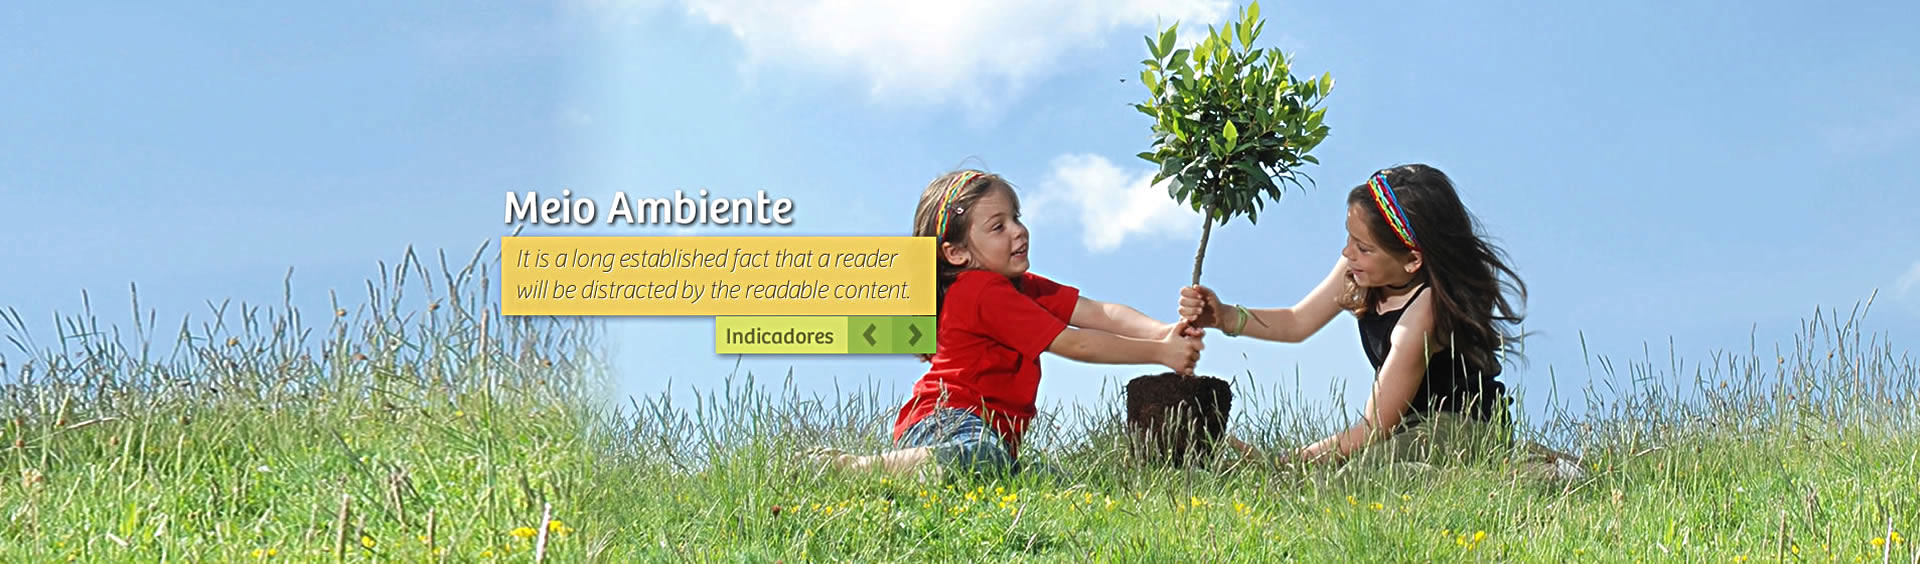 Meio Ambiente
It is a long established fact that a reader
will be distracted by the readable content.
Indicadores